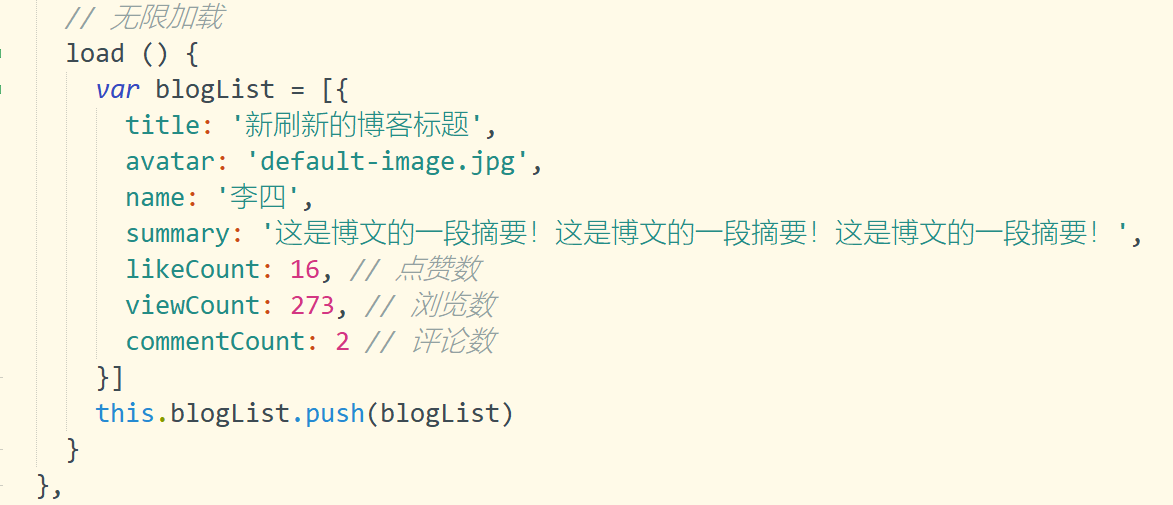 // 无限加载
load () {
var blogList = [{
title: '新刷新的博客标题',
avatar: 'default-image.jpg',
name: '李四',
summary: '这是博文的一段摘要！这是博文的一段摘要！这是博文的一段摘要！',
likeCount: 16, // 点赞数
viewCount: 273, // 浏览数
commentCount: 2 // 评论数
}]
this.blogList.push(blogList)
}
},